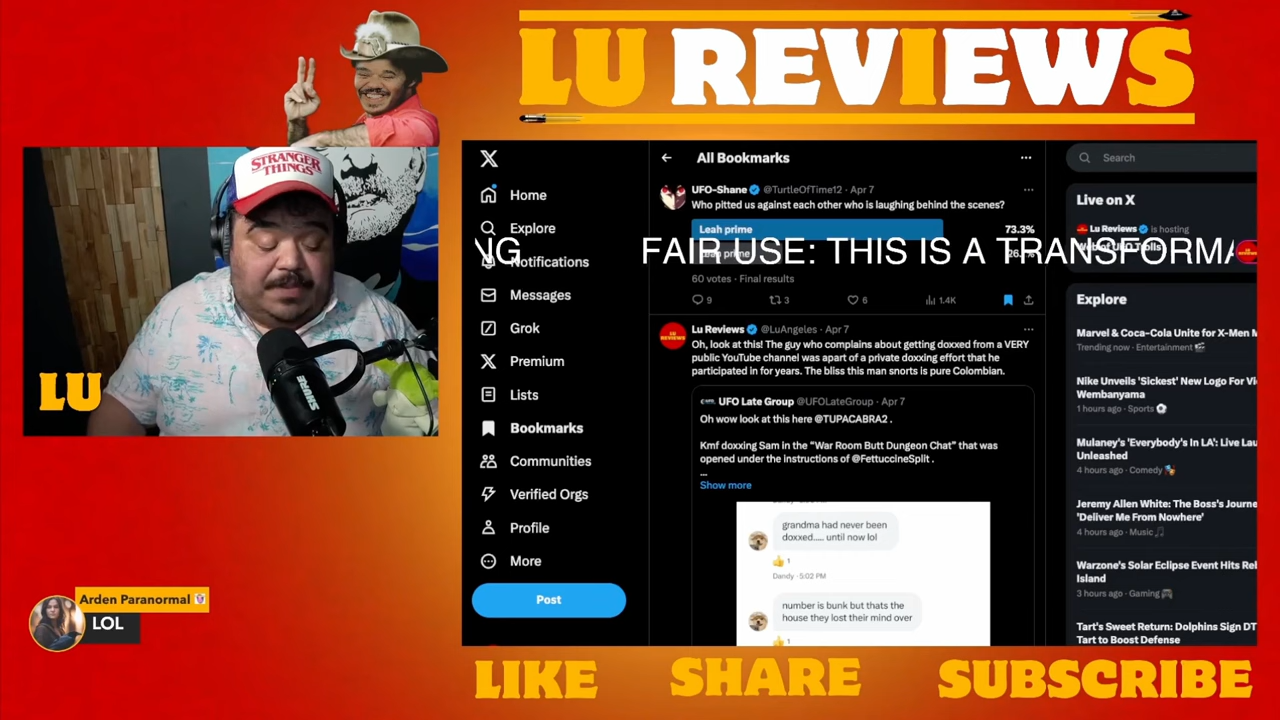 LU REVIEWS
STRANGER
THINGS
LU
SHURE
Arden Paranormal
LOL
Home
Explore
Notifications
Messages
Grok
Premium
Lists
Bookmarks
Communities
Verified Orgs
Profile
More
Post
All Bookmarks
UFO-Shane @TurtleOfTime12 · Apr 7
Who pitted us against each other who is laughing behind the scenes?
Leah prime
73.3%
NG FAIR USE: THIS IS A TRANSFORMA
Leah prime
60 votes · Final results
9 3 6 1.4K
Lu Reviews @LuAngeles · Apr 7
Oh, look at this! The guy who complains about getting doxxed from a VERY
public YouTube channel was apart of a private doxxing effort that he
participated in for years. The bliss this man snorts is pure Colombian.
UFO Late Group @UFOLateGroup · Apr 7
Oh wow look at this here @TUPACABRA2 .
Kmf doxxing Sam in the “War Room Butt Dungeon Chat” that was
opened under the instructions of @FettuccineSplit .
...
Show more
grandma had never been
doxxed..... until now lol
1
Dandy · 5:02 PM
number is bunk but thats the
house they lost their mind over
1
Search
Live on X
Lu Reviews is hosting
Web of UFO Trolls
Explore
Marvel & Coca-Cola Unite for X-Men M
Trending now · Entertainment
Nike Unveils 'Sickest' New Logo For Vi
Wembanyama
1 hours ago · Sports
Mulaney's 'Everybody's In LA': Live Lau
Unleashed
4 hours ago · Comedy
Jeremy Allen White: The Boss's Journe
'Deliver Me From Nowhere'
4 hours ago · Music
Warzone's Solar Eclipse Event Hits Rel
Island
3 hours ago · Gaming
Tart's Sweet Return: Dolphins Sign DT
Tart to Boost Defense
LIKE SHARE SUBSCRIBE